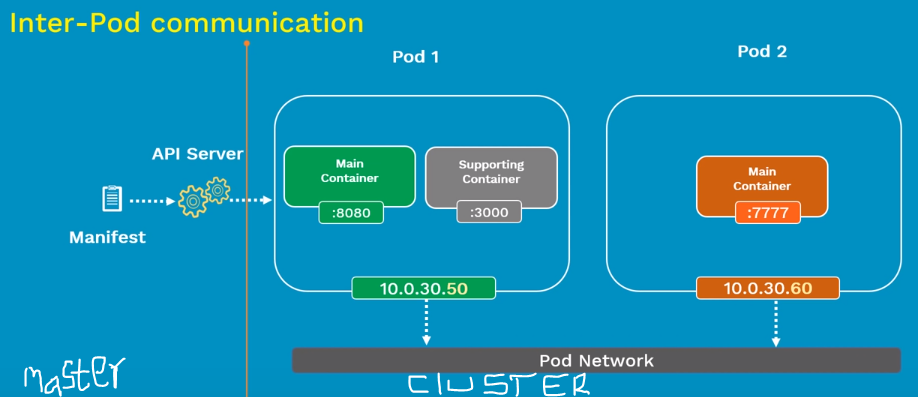 Inter-Pod communication
Pod 1
Pod 2
API Server
Manifest
Main
Container
:8080
Supporting
Container
:3000
Main
Container
:7777
10.0.30.50
10.0.30.60
Pod Network
Master
CLUSTER